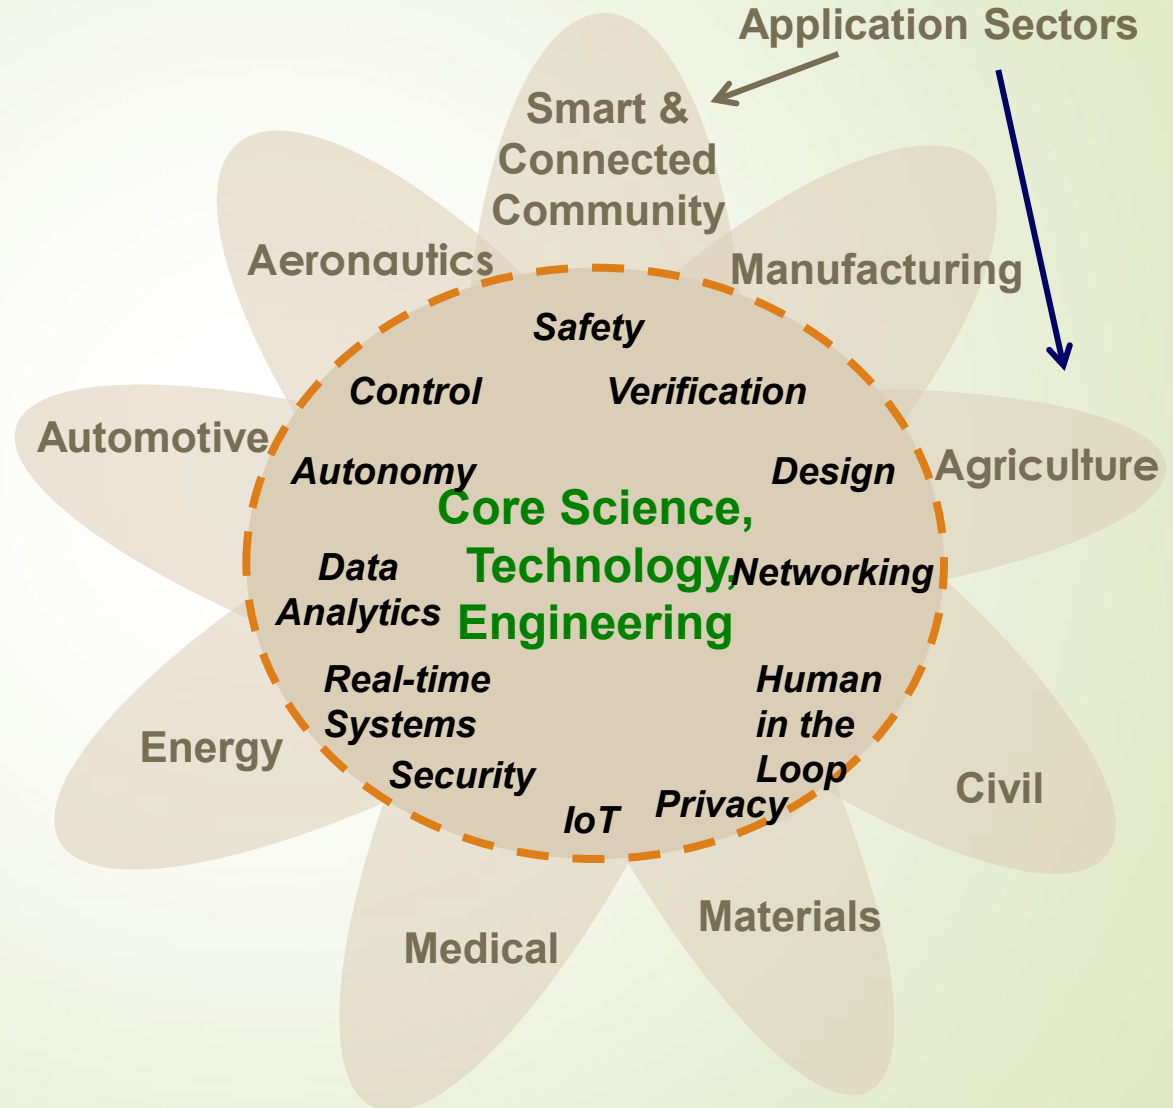 Application Sectors
Smart &
Connected
Community
Aeronautics
Manufacturing
Safety
Control
Verification
Automotive
Autonomy
Design
Agriculture
Core Science,
Technology,
Engineering
Data
Analytics
Networking
Real-time
Systems
Human
in the
Loop
Energy
Security
Privacy
IoT
Civil
Materials
Medical